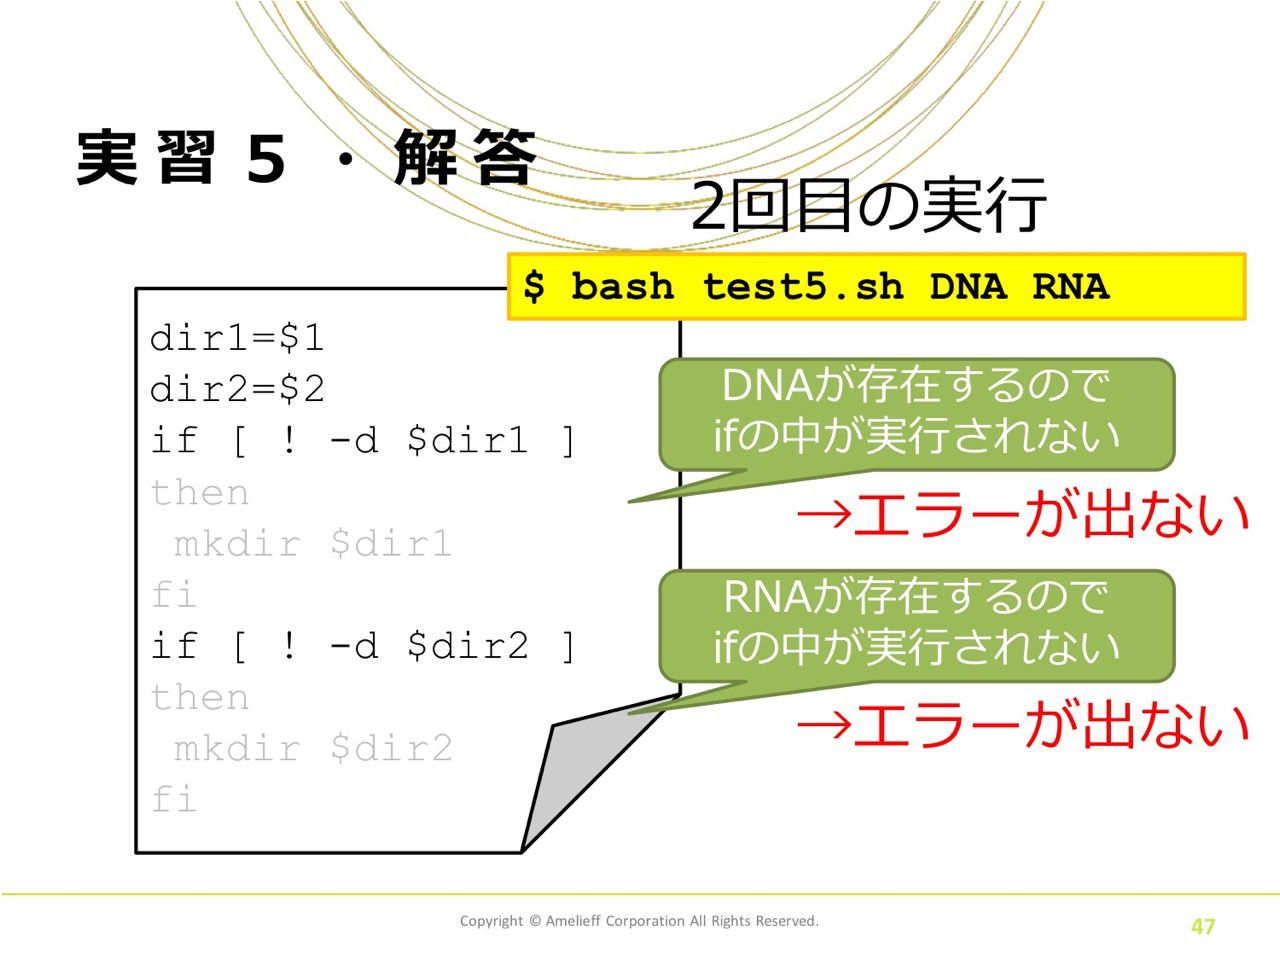 実習５・解答
2回目の実行
$ bash test5.sh DNA RNA
dir1=$1
dir2=$2
if [ ! -d $dir1 ]
then
 mkdir $dir1
fi
if [ ! -d $dir2 ]
then
 mkdir $dir2
fi
DNAが存在するので
ifの中が実行されない
→エラーが出ない
RNAが存在するので
ifの中が実行されない
→エラーが出ない
Copyright © Amelieff Corporation All Rights Reserved.
47